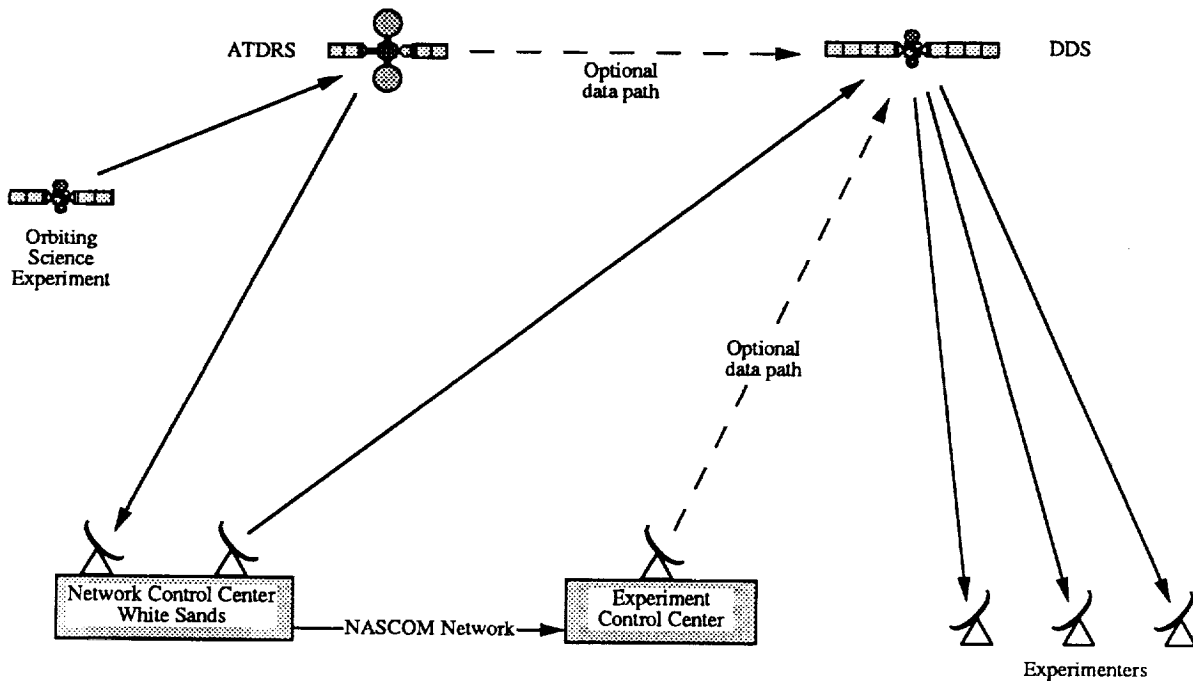 ATDRS
Optional
data path
DDS
Orbiting
Science
Experiment
Optional
data path
Network Control Center
White Sands
NASCOM Network
Experiment
Control Center
Experimenters